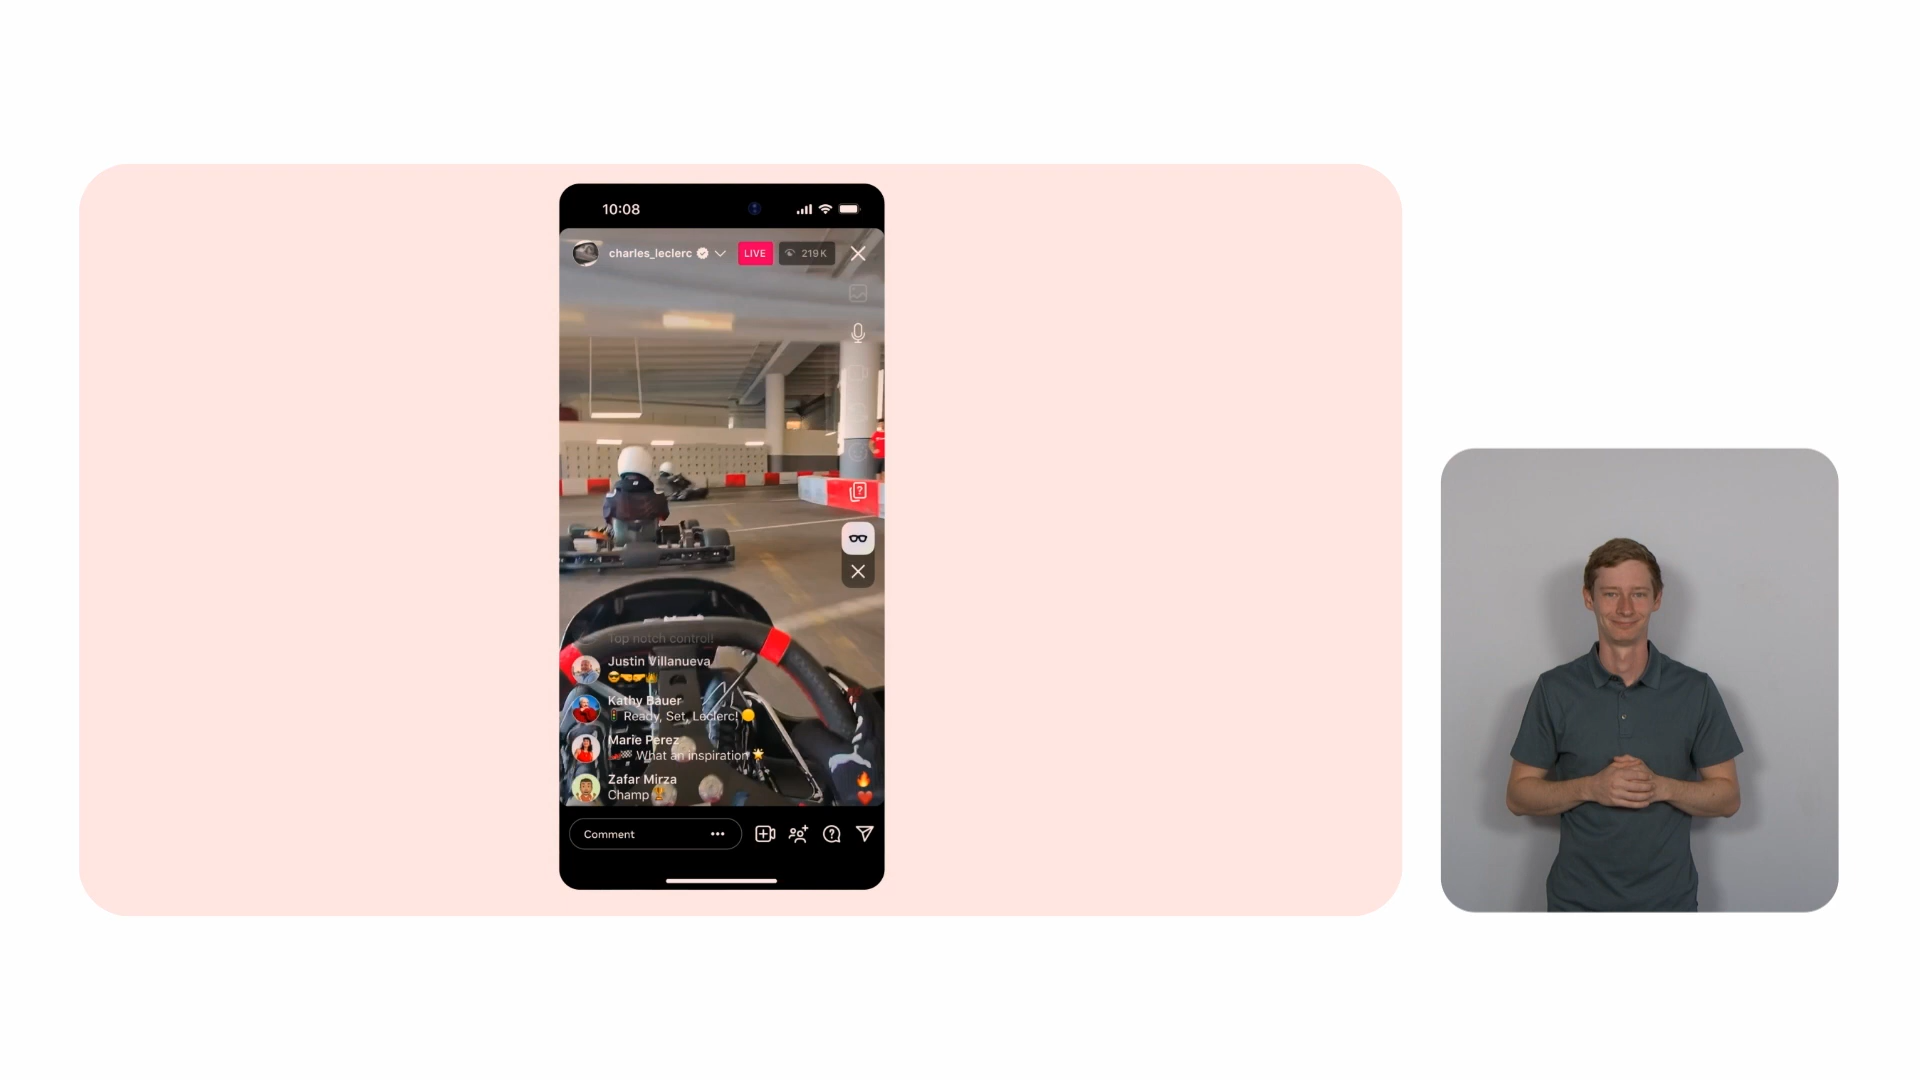 10:08
charles_leclerc
LIVE
219K
Top notch control!
Justin Villanueva
😎🤜🤛👑
Kathy Bauer
🚦 Ready, Set, Leclerc! 🟡
Marie Perez
🏎️🏁 What an inspiration 🌟
Zafar Mirza
Champ 🏆
Comment